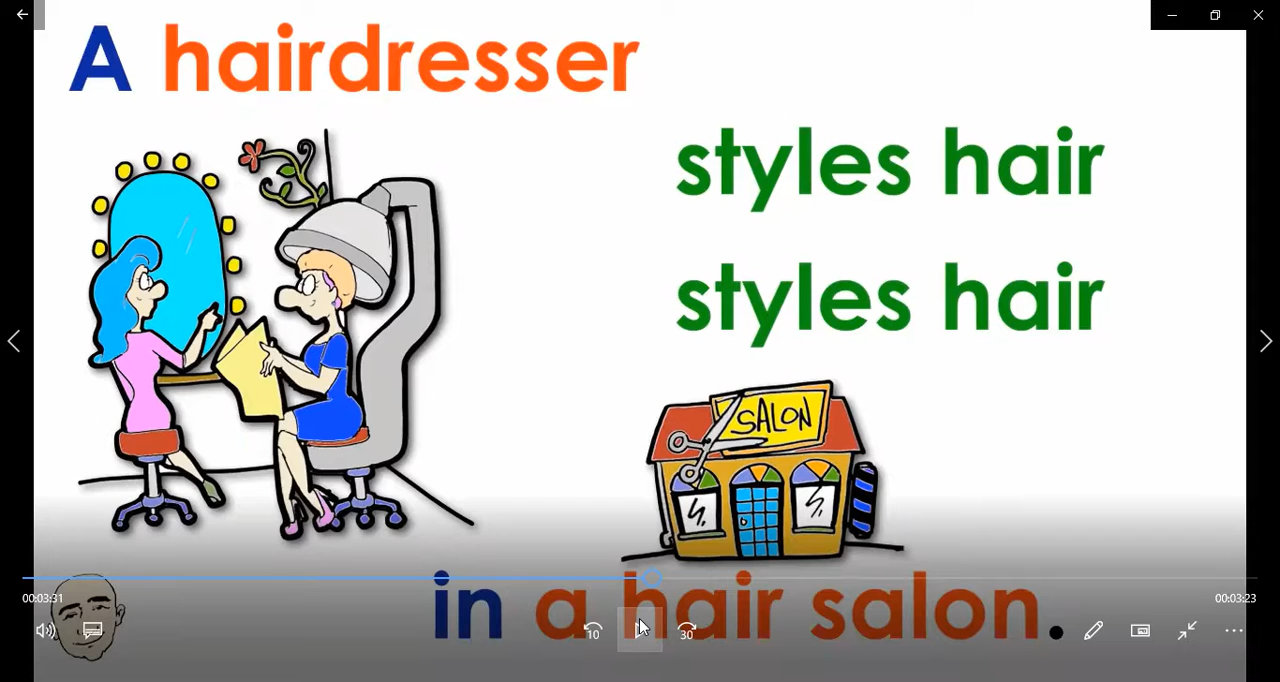 A hairdresser
styles hair
styles hair
SALON
in a hair salon.
00:03:31
00:03:23
10
30